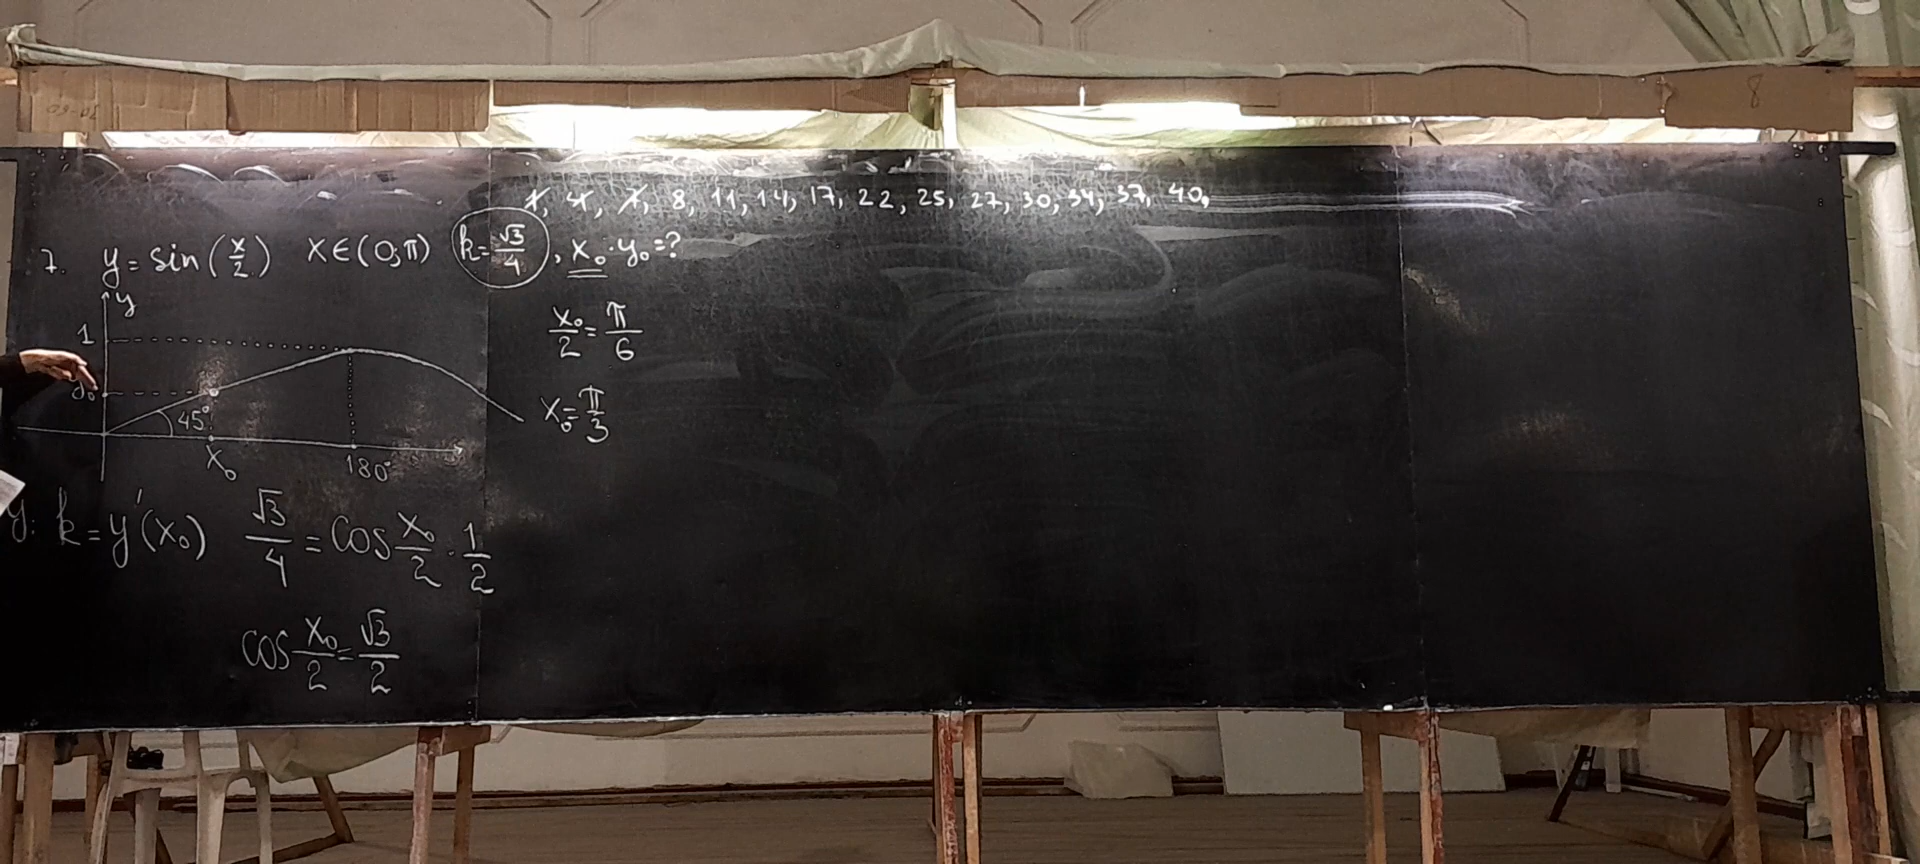 1, 4, 7, 8, 11, 14, 17, 22, 25, 27, 30, 34, 37, 40,
7. y = sin(x/2) x∈(0;π) k=√3/4, x₀·y₀=?
y
1
y₀
45°
x₀
180°
x₀/2 = π/6
x₀ = π/3
y: k = y'(x₀) √3/4 = cos x₀/2 · 1/2
cos x₀/2 = √3/2
8